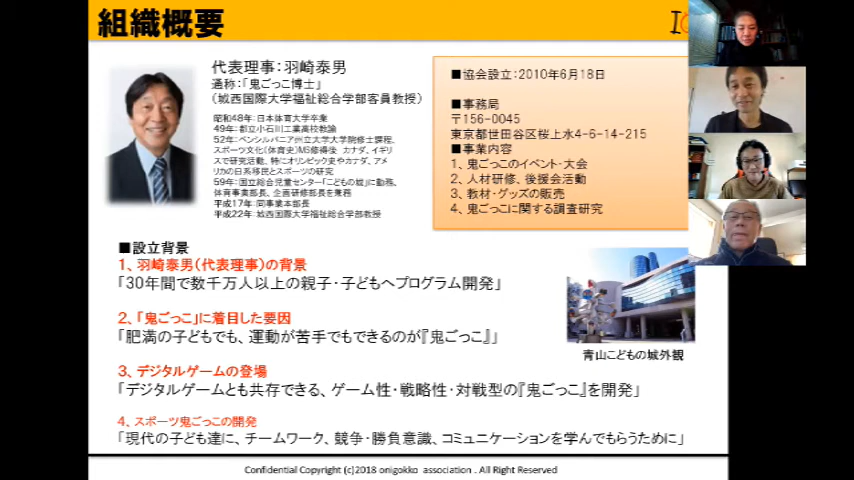 組織概要
代表理事：羽崎泰男
通称：「鬼ごっこ博士」
（城西国際大学福祉総合学部客員教授）
昭和48年：日本体育大学卒業
49年：都立小石川工業高校教諭
52年：ペンシルバニア州立大学大学院修士課程、
スポーツ文化（体育史）MS修得後 カナダ、イギリ
スで研究活動、特にオリンピック史やカナダ、アメ
リカの日系移民とスポーツの研究
59年：国立総合児童センター「こどもの城」に勤務、
体育事業部長、企画研修部長を兼務
平成17年：同事業本部長
平成22年：城西国際大学福祉総合学部教授
■協会設立：2010年6月18日
■事務局
〒156-0045
東京都世田谷区桜上水4-6-14-215
■事業内容
1、鬼ごっこのイベント・大会
2、人材研修、後援会活動
3、教材・グッズの販売
4、鬼ごっこに関する調査研究
■設立背景
1、羽崎泰男（代表理事）の背景
「30年間で数千万人以上の親子・子どもへプログラム開発」
2、「鬼ごっこ」に着目した要因
「肥満の子どもでも、運動が苦手でもできるのが『鬼ごっこ』」
3、デジタルゲームの登場
「デジタルゲームとも共存できる、ゲーム性・戦略性・対戦型の『鬼ごっこ』を開発」
4、スポーツ鬼ごっこの開発
「現代の子ども達に、チームワーク、競争・勝負意識、コミュニケーションを学んでもらうために」
青山こどもの城外観
Confidential Copyright (c)2018 onigokko association . All Right Reserved